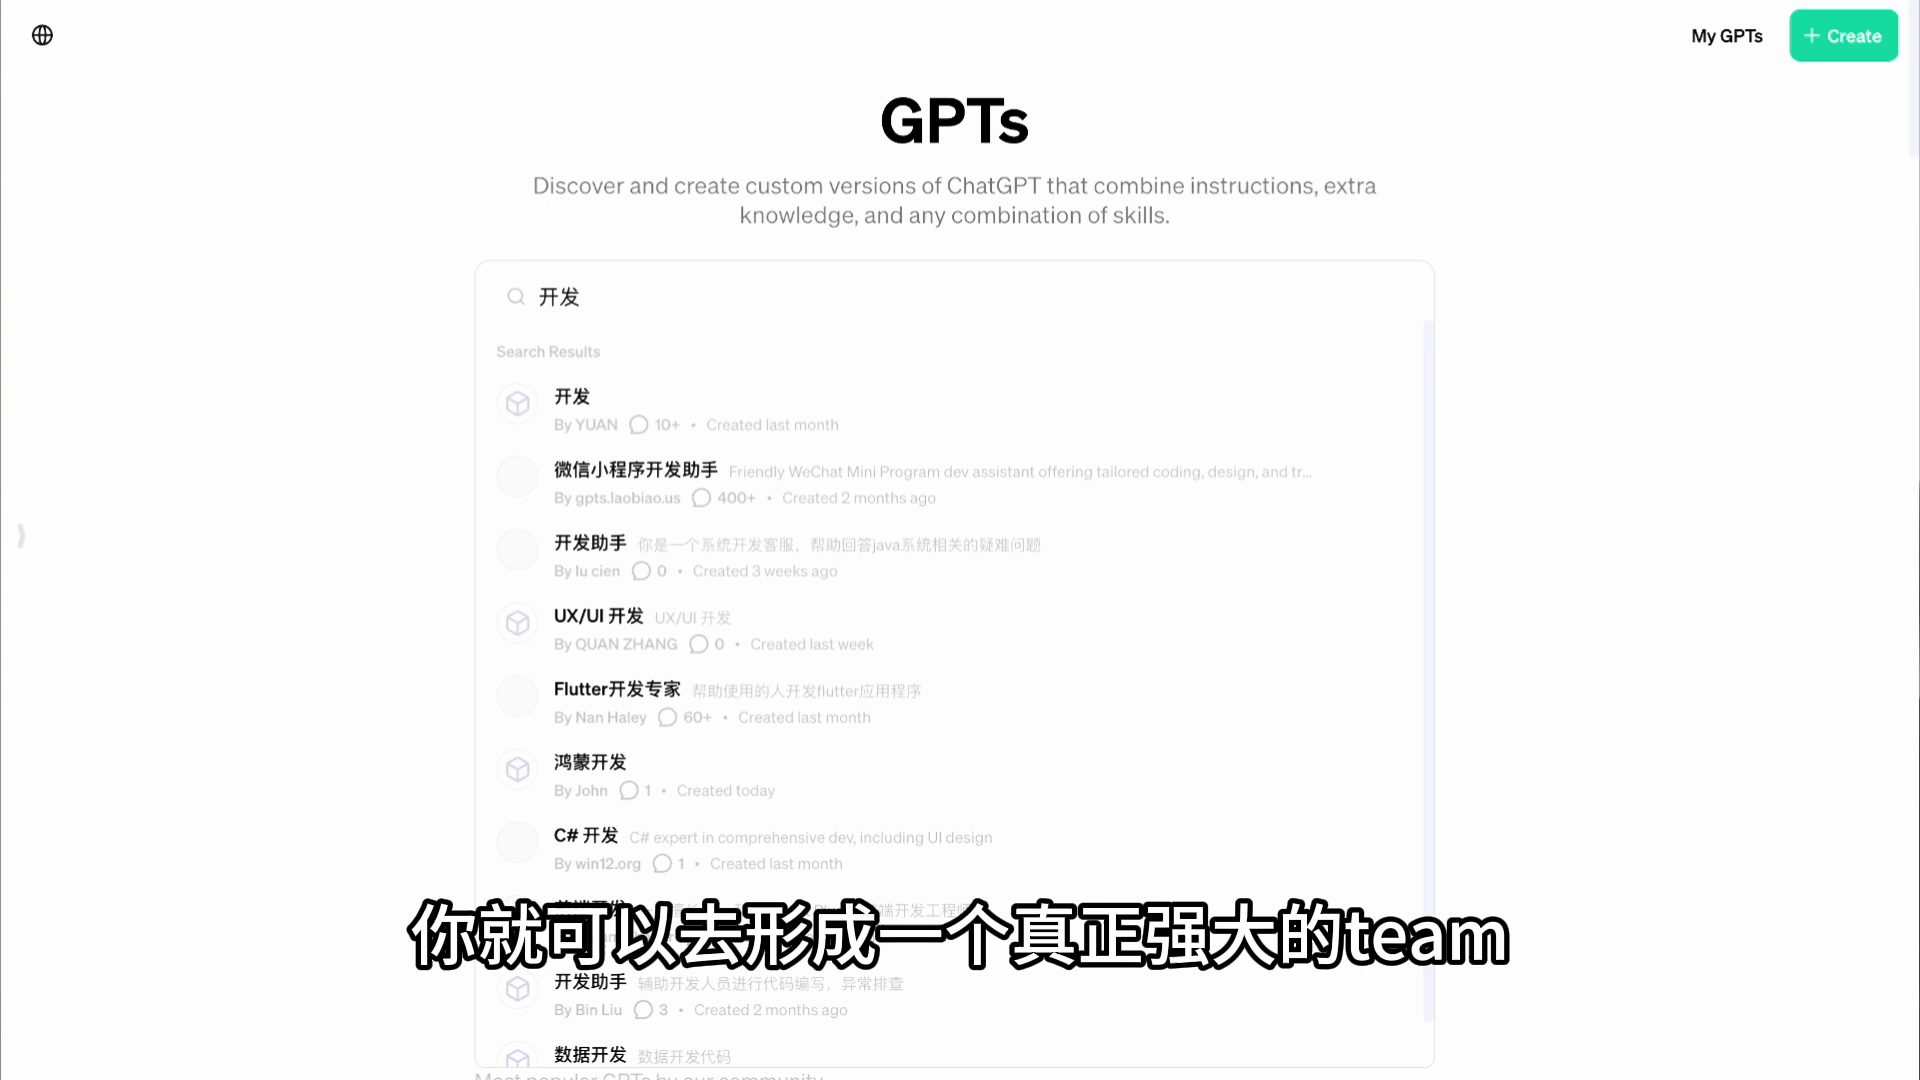 My GPTs
+ Create
GPTs
Discover and create custom versions of ChatGPT that combine instructions, extra
knowledge, and any combination of skills.
开发
Search Results
开发
By YUAN 10+ • Created last month
微信小程序开发助手 Friendly WeChat Mini Program dev assistant offering tailored coding, design, and tr...
By gpts.laobiao.us 400+ • Created 2 months ago
开发助手 你是一个系统开发客服，帮助回答java系统相关的疑难问题
By lu cien 0 • Created 3 weeks ago
UX/UI 开发 UX/UI 开发
By QUAN ZHANG 0 • Created last week
Flutter开发专家 帮助使用的人开发flutter应用程序
By Nan Haley 60+ • Created last month
鸿蒙开发
By John 1 • Created today
C# 开发 C# expert in comprehensive dev, including UI design
By win12.org 1 • Created last month
你就可以去形成一个真正强大的team
开发助手 辅助开发人员进行代码编写，异常排查
By Bin Liu 3 • Created 2 months ago
数据开发 数据开发代码
Most popular GPTs by our community